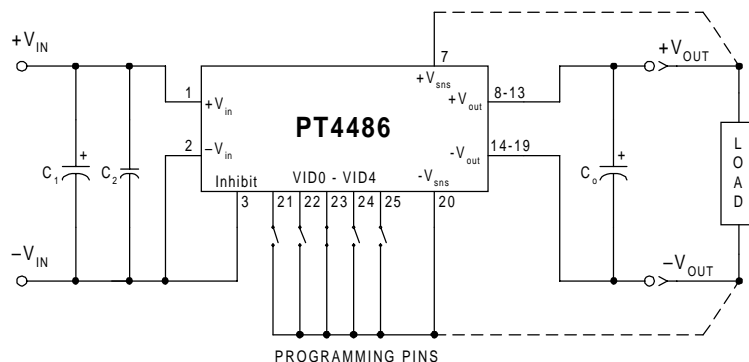 7
+V_IN
+V_OUT
+V_sns
1
+V_in
+V_out
8-13
PT4486
2
−V_in
-V_out
14-19
C_1
+
C_2
VID0 - VID4
Inhibit
-V_sns
C_o
+
LOAD
3
21
22
23
24
25
20
−V_IN
−V_OUT
PROGRAMMING PINS